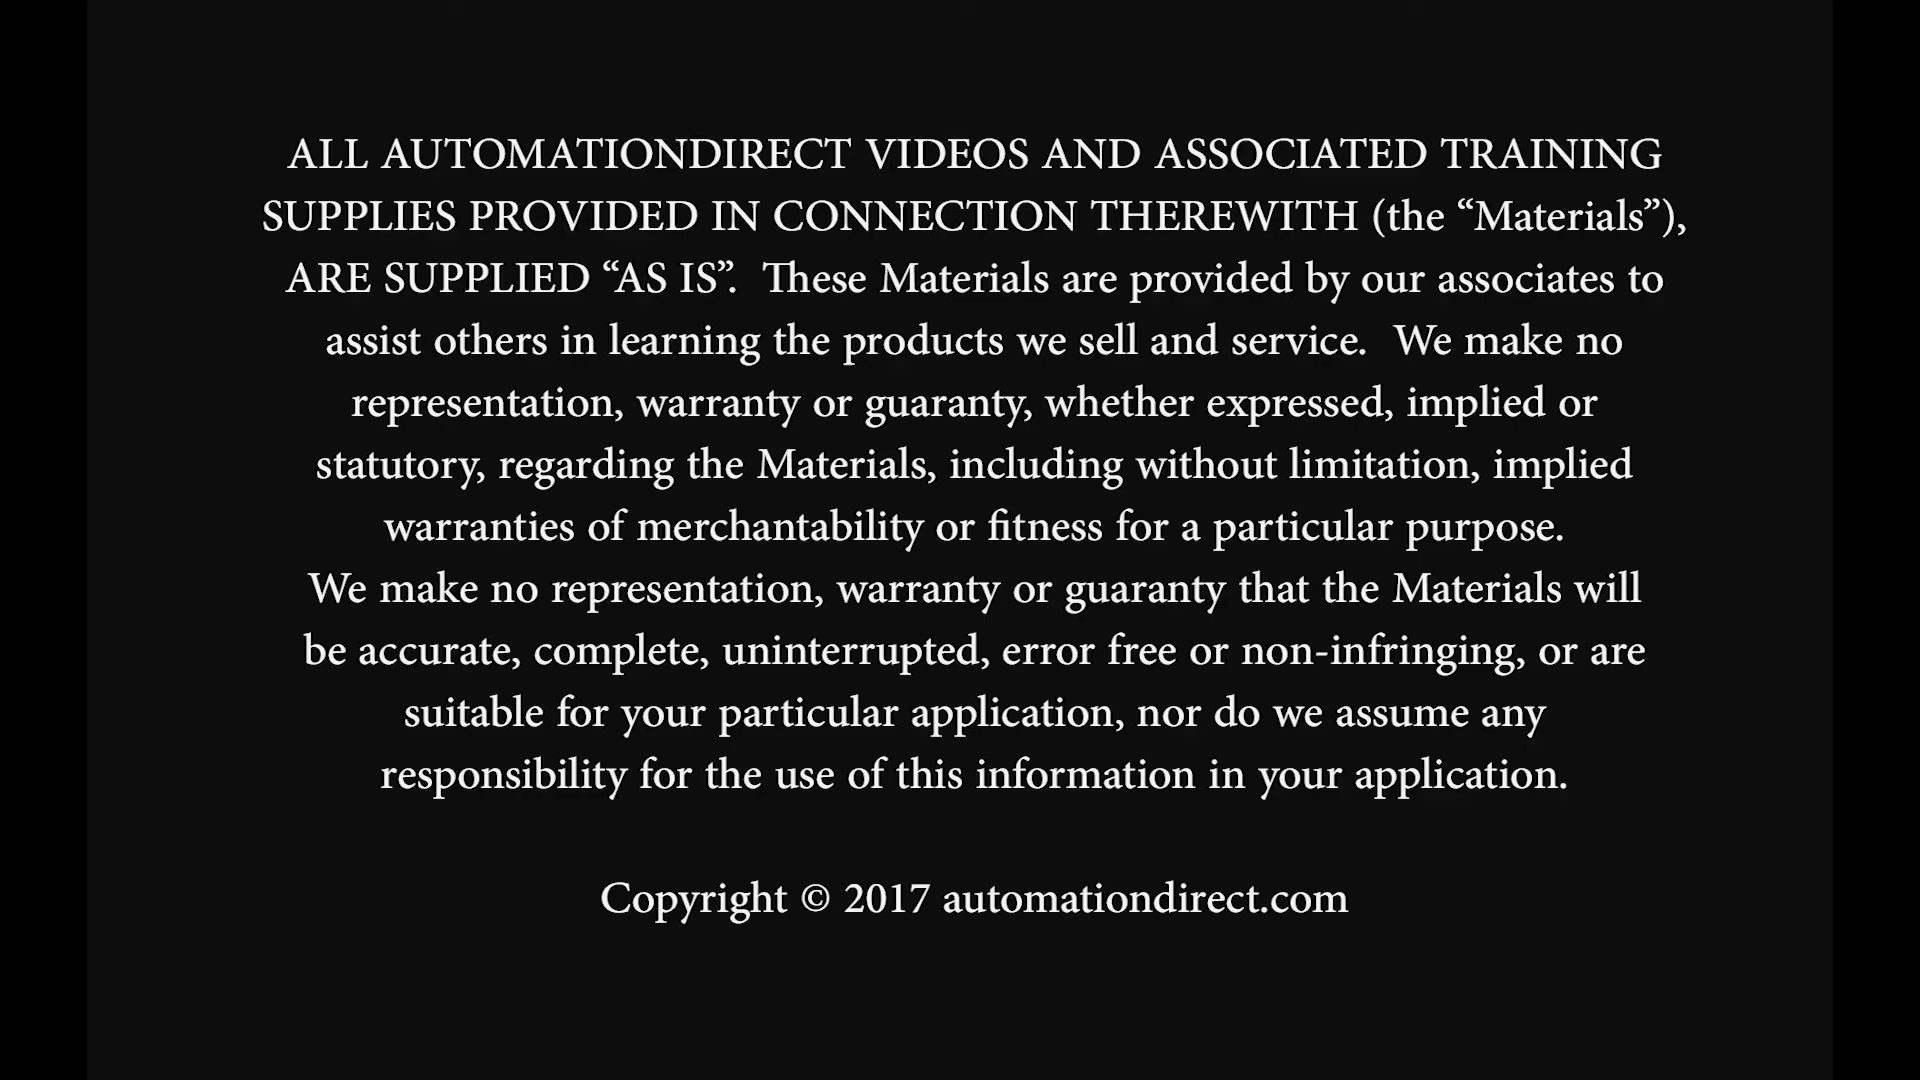 ALL AUTOMATIONDIRECT VIDEOS AND ASSOCIATED TRAINING
SUPPLIES PROVIDED IN CONNECTION THEREWITH (the “Materials”),
ARE SUPPLIED “AS IS”.  These Materials are provided by our associates to
assist others in learning the products we sell and service.  We make no
representation, warranty or guaranty, whether expressed, implied or
statutory, regarding the Materials, including without limitation, implied
warranties of merchantability or fitness for a particular purpose.
We make no representation, warranty or guaranty that the Materials will
be accurate, complete, uninterrupted, error free or non-infringing, or are
suitable for your particular application, nor do we assume any
responsibility for the use of this information in your application.
Copyright © 2017 automationdirect.com